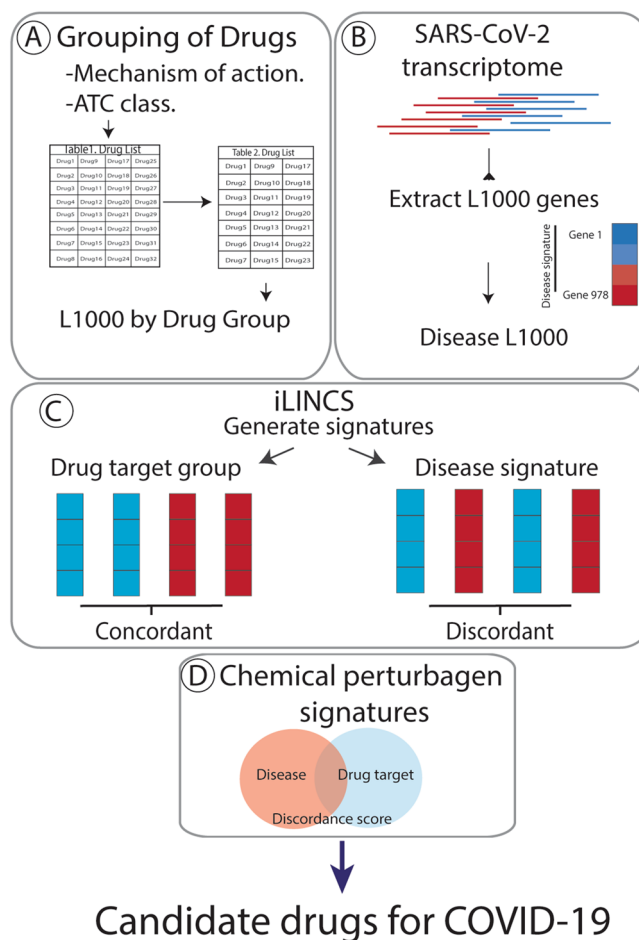 A
Grouping of Drugs
-Mechanism of action.
-ATC class.
Table1. Drug List
Drug1 Drug9 Drug17 Drug25
Drug2 Drug10 Drug18 Drug26
Drug3 Drug11 Drug19 Drug27
Drug4 Drug12 Drug20 Drug28
Drug5 Drug13 Drug21 Drug29
Drug6 Drug14 Drug22 Drug30
Drug7 Drug15 Drug23 Drug31
Drug8 Drug16 Drug24 Drug32
Table 2. Drug List
Drug1 Drug9 Drug17
Drug2 Drug10 Drug18
Drug3 Drug11 Drug19
Drug4 Drug12 Drug20
Drug5 Drug13 Drug21
Drug6 Drug14 Drug22
Drug7 Drug15 Drug23
L1000 by Drug Group
B
SARS-CoV-2
transcriptome
Extract L1000 genes
Disease signature
Gene 1
Gene 978
Disease L1000
C
iLINCS
Generate signatures
Drug target group
Concordant
Disease signature
Discordant
D
Chemical perturbagen
signatures
Disease
Drug target
Discordance score
Candidate drugs for COVID-19